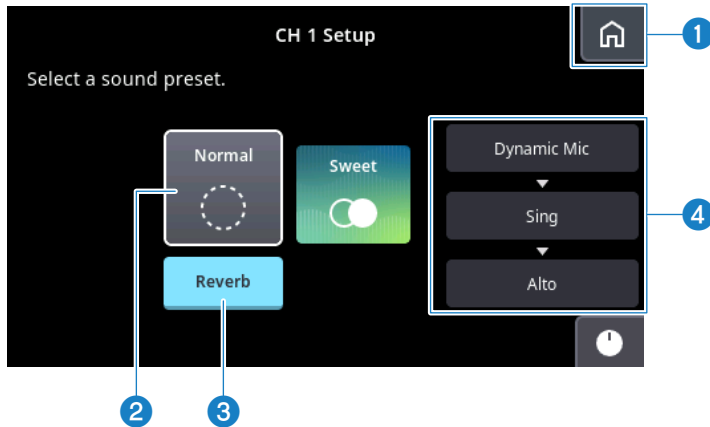 CH 1 Setup
1
Select a sound preset.
Normal
Sweet
Dynamic Mic
Sing
4
Reverb
Alto
2
3